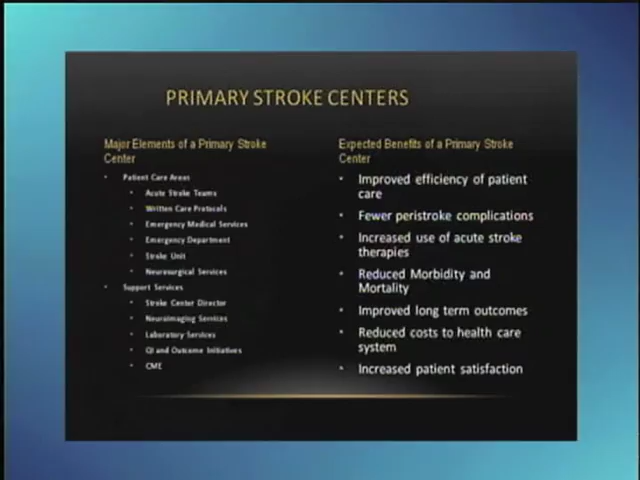 PRIMARY STROKE CENTERS
Major Elements of a Primary Stroke
Center
Patient Care Areas
Acute Stroke Teams
Written Care Protocols
Emergency Medical Services
Emergency Department
Stroke Unit
Neurosurgical Services
Support Services
Stroke Center Director
Neuroimaging Services
Laboratory Services
QI and Outcome Initiatives
CME
Expected Benefits of a Primary Stroke
Center
Improved efficiency of patient
care
Fewer peristroke complications
Increased use of acute stroke
therapies
Reduced Morbidity and
Mortality
Improved long term outcomes
Reduced costs to health care
system
Increased patient satisfaction